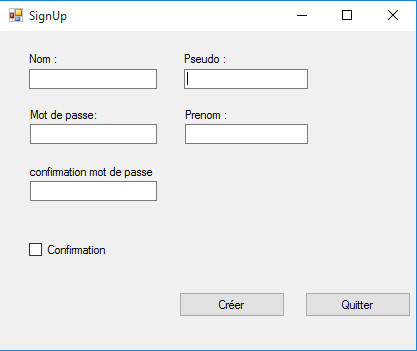 SignUp
Nom :
Pseudo :
Mot de passe:
Prenom :
confirmation mot de passe
Confirmation
Créer
Quitter